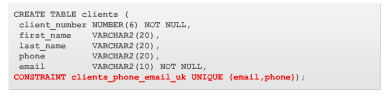 CREATE TABLE clients (
client_number NUMBER(6) NOT NULL,
first_name VARCHAR2(20),
last_name VARCHAR2(20),
phone VARCHAR2(20),
email VARCHAR2(10) NOT NULL,
CONSTRAINT clients_phone_email_uk UNIQUE (email,phone));